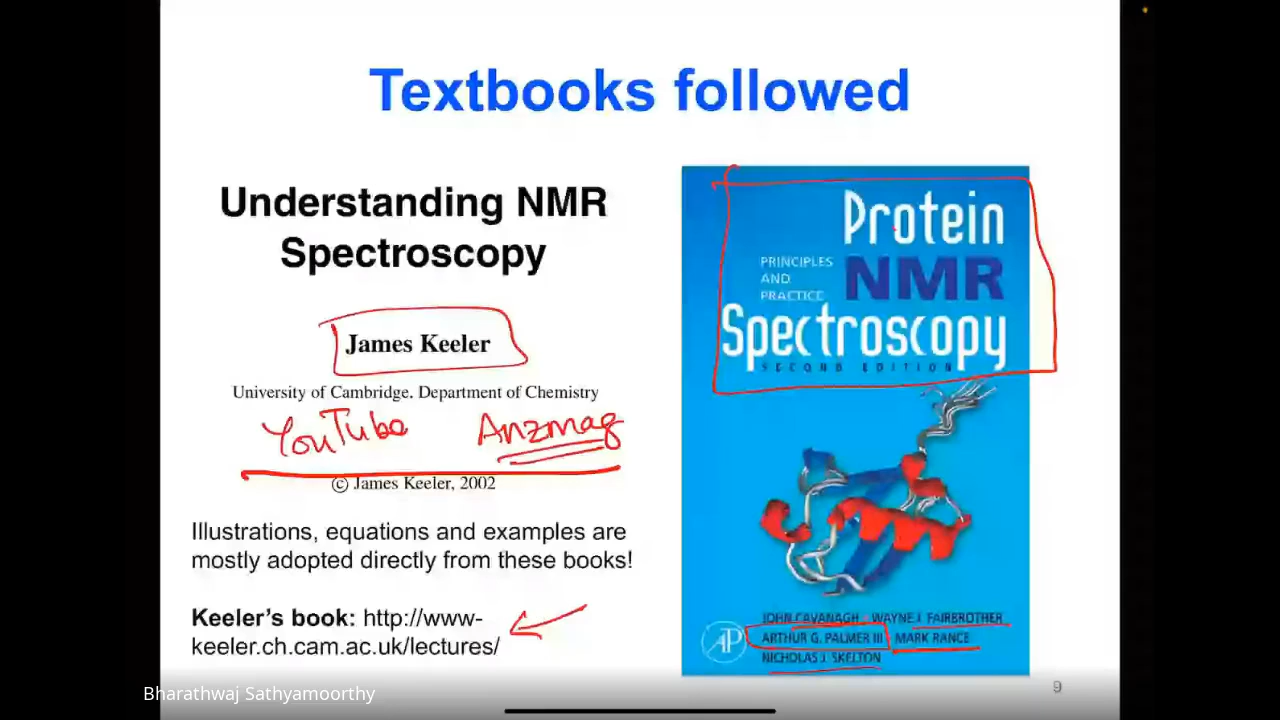 Textbooks followed
Understanding NMR
Spectroscopy
James Keeler
University of Cambridge, Department of Chemistry
YouTube Anzmag
© James Keeler, 2002
Illustrations, equations and examples are
mostly adopted directly from these books!
Keeler's book: http://www-
keeler.ch.cam.ac.uk/lectures/
Protein
PRINCIPLES
AND
PRACTICE
NMR
Spectroscopy
SECOND EDITION
JOHN CAVANAGH WAYNE J. FAIRBROTHER
ARTHUR G. PALMER III MARK RANCE
NICHOLAS J. SKELTON
AP
9
Bharathwaj Sathyamoorthy